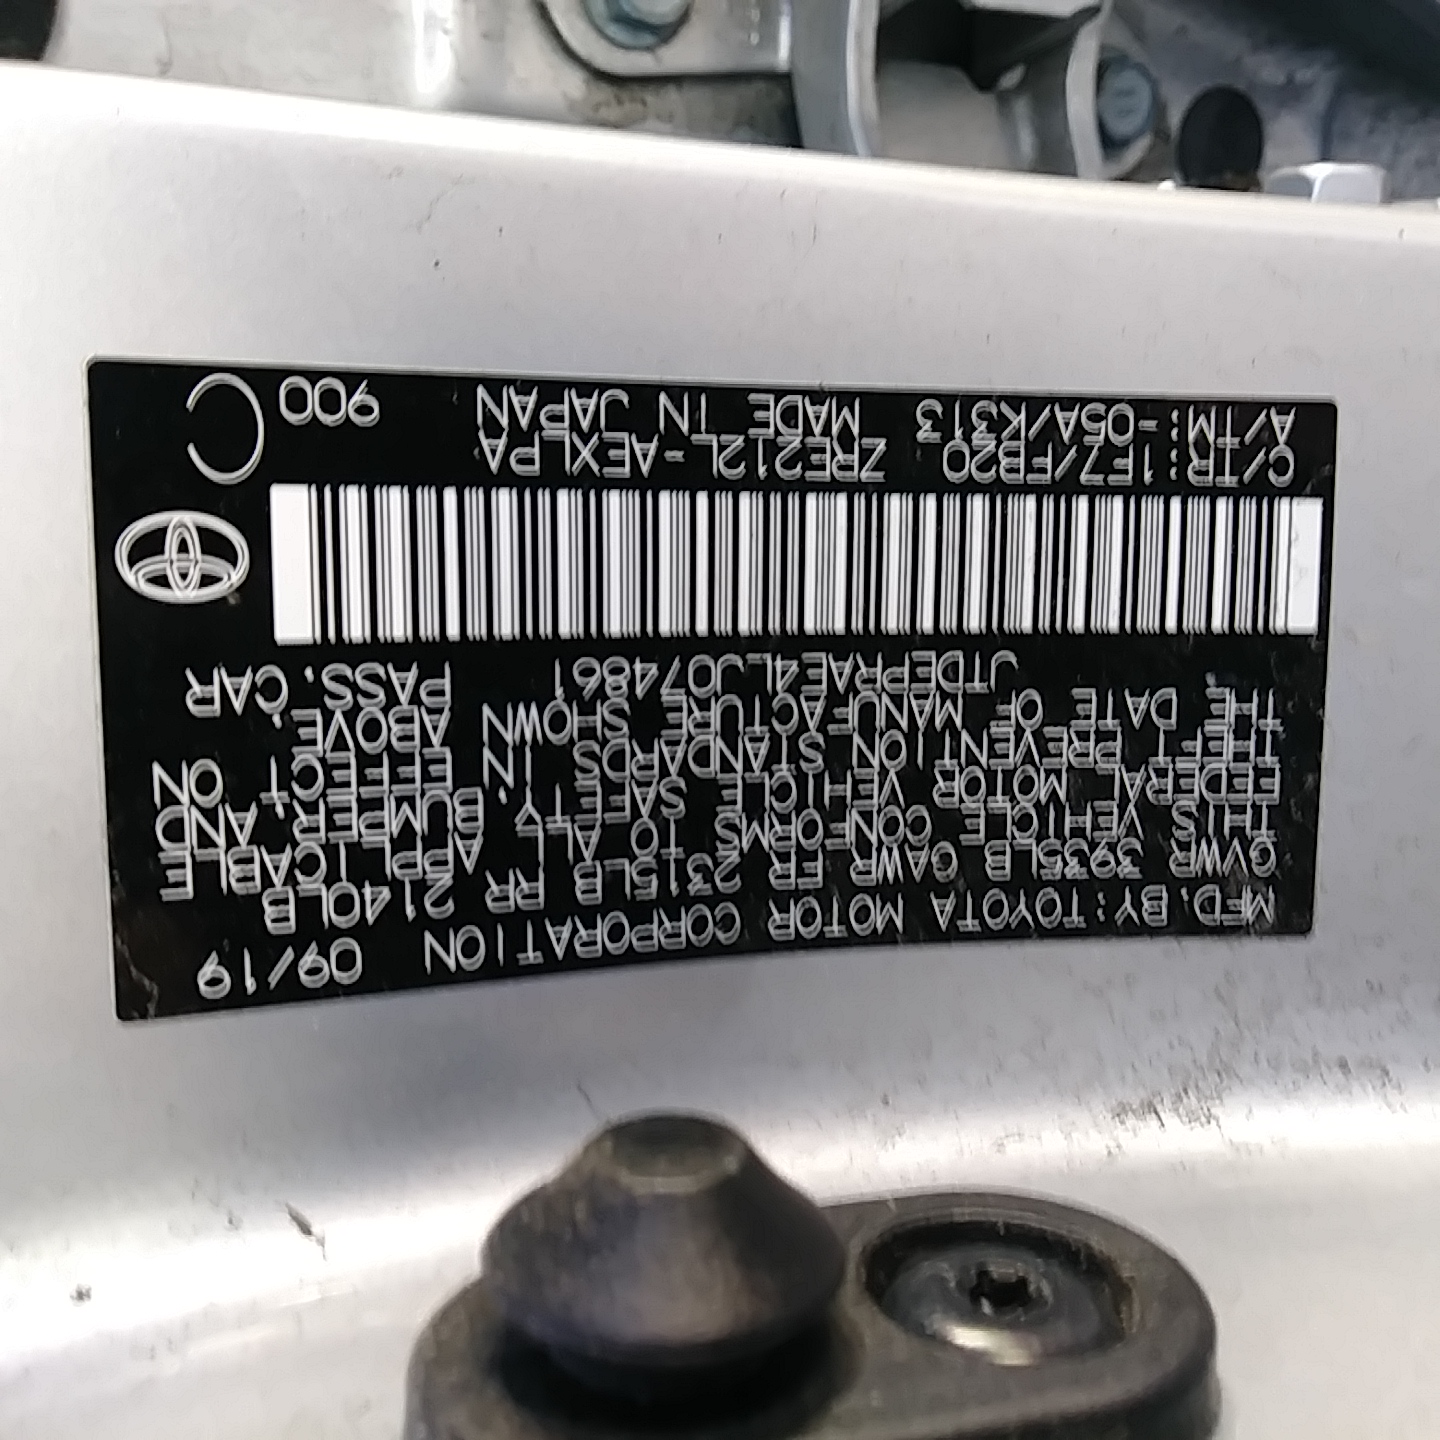 MFD. BY: TOYOTA MOTOR CORPORATION 09/19
GVWR 3935LB GAWR FR 2315LB RR 2140LB
THIS VEHICLE CONFORMS TO ALL APPLICABLE
FEDERAL MOTOR VEHICLE SAFETY, BUMPER, AND
THEFT PREVENTION STANDARDS IN EFFECT ON
THE DATE OF MANUFACTURE SHOWN ABOVE.
JTDEPRAE4LJ074861 PASS. CAR
C/TR: 1F7/FB20 ZRE212L-AEXLPA
A/TM: -05A/K313 MADE IN JAPAN 900
C